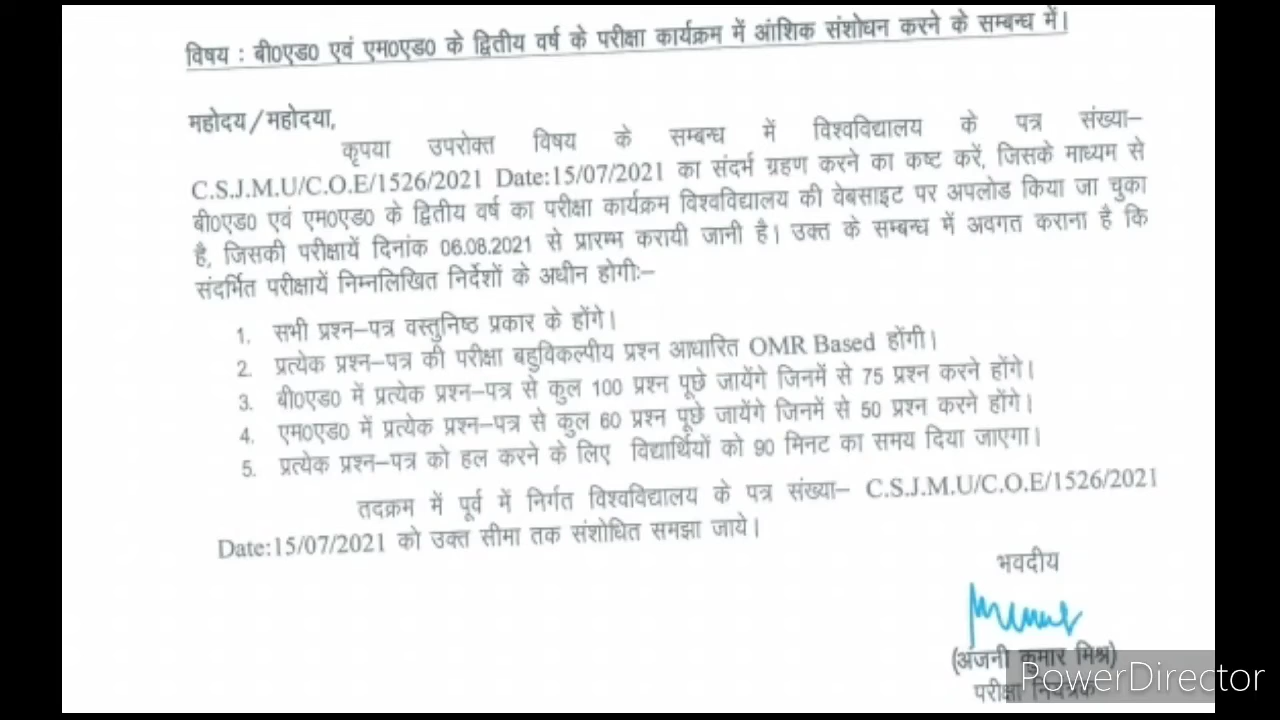 विषय : बी0एड0 एवं एम0एड0 के द्वितीय वर्ष के परीक्षा कार्यक्रम में आंशिक संशोधन करने के सम्बन्ध में।
महोदय/महोदया,
कृपया उपरोक्त विषय के सम्बन्ध में विश्वविद्यालय के पत्र संख्या–
C.S.J.M.U/C.O.E/1526/2021 Date:15/07/2021 का संदर्भ ग्रहण करने का कष्ट करें, जिसके माध्यम से
बी0एड0 एवं एम0एड0 के द्वितीय वर्ष का परीक्षा कार्यक्रम विश्वविद्यालय की वेबसाइट पर अपलोड किया जा चुका
है, जिसकी परीक्षायें दिनांक 06.08.2021 से प्रारम्भ करायी जानी है। उक्त के सम्बन्ध में अवगत कराना है कि
संदर्भित परीक्षायें निम्नलिखित निर्देशों के अधीन होगीः–
1. सभी प्रश्न–पत्र वस्तुनिष्ठ प्रकार के होंगे।
2. प्रत्येक प्रश्न–पत्र की परीक्षा बहुविकल्पीय प्रश्न आधारित OMR Based होंगी।
3. बी0एड0 में प्रत्येक प्रश्न–पत्र से कुल 100 प्रश्न पूछे जायेंगे जिनमें से 75 प्रश्न करने होंगे।
4. एम0एड0 में प्रत्येक प्रश्न–पत्र से कुल 60 प्रश्न पूछे जायेंगे जिनमें से 50 प्रश्न करने होंगे।
5. प्रत्येक प्रश्न–पत्र को हल करने के लिए विद्यार्थियों को 90 मिनट का समय दिया जाएगा।
तदक्रम में पूर्व में निर्गत विश्वविद्यालय के पत्र संख्या– C.S.J.M.U/C.O.E/1526/2021
Date:15/07/2021 को उक्त सीमा तक संशोधित समझा जाये।
भवदीय
(अंजनी कुमार मिश्र)
परीक्षा नियंत्रक
PowerDirector